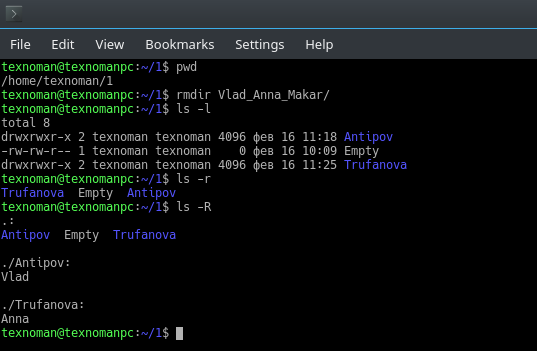 File Edit View Bookmarks Settings Help
texnoman@texnomanpc:~/1$ pwd
/home/texnoman/1
texnoman@texnomanpc:~/1$ rmdir Vlad_Anna_Makar/
texnoman@texnomanpc:~/1$ ls -l
total 8
drwxrwxr-x 2 texnoman texnoman 4096 фев 16 11:18 Antipov
-rw-rw-r-- 1 texnoman texnoman    0 фев 16 10:09 Empty
drwxrwxr-x 2 texnoman texnoman 4096 фев 16 11:25 Trufanova
texnoman@texnomanpc:~/1$ ls -r
Trufanova  Empty  Antipov
texnoman@texnomanpc:~/1$ ls -R
.:
Antipov  Empty  Trufanova

./Antipov:
Vlad

./Trufanova:
Anna
texnoman@texnomanpc:~/1$